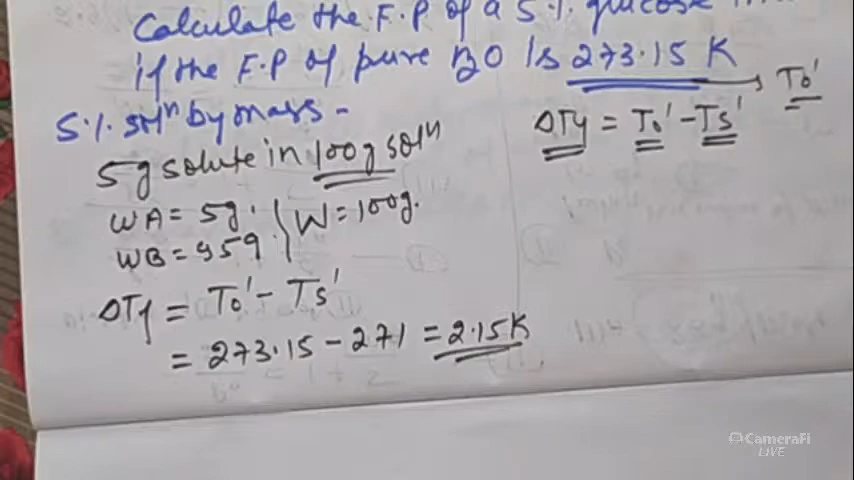 Calculate the F.P of a 5.1. glucose
if the F.P of pure H2O is 273.15 K
To'
5.1. solⁿ by mass -
ΔTf = To' - Ts'
5g solute in 100g solⁿ
WA = 5g.
W = 100g.
WB = 95g
ΔTf = To' - Ts'
= 273.15 - 271 = 2.15K
CameraFi
LIVE